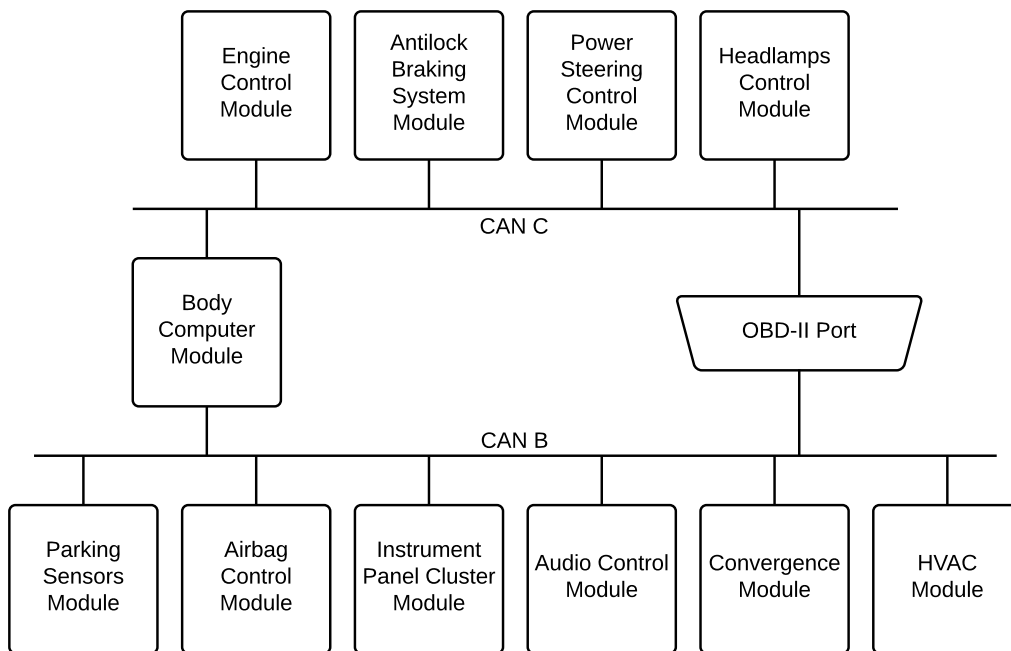 Engine
Control
Module
Antilock
Braking
System
Module
Power
Steering
Control
Module
Headlamps
Control
Module
CAN C
Body
Computer
Module
OBD-II Port
CAN B
Parking
Sensors
Module
Airbag
Control
Module
Instrument
Panel Cluster
Module
Audio Control
Module
Convergence
Module
HVAC
Module